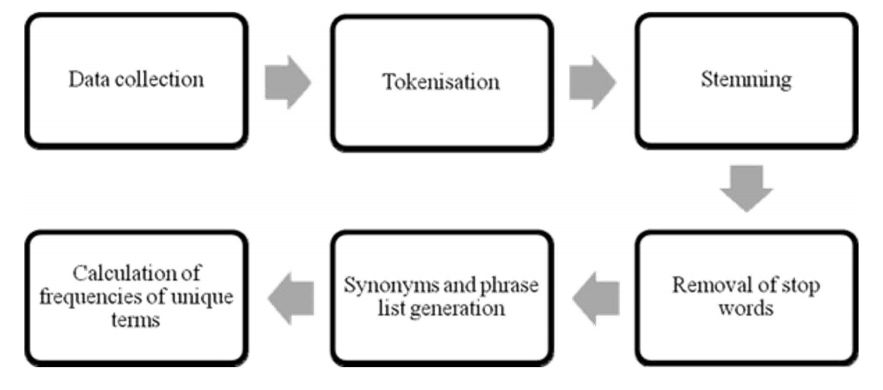 Data collection
Tokenisation
Stemming
Removal of stop
words
Synonyms and phrase
list generation
Calculation of
frequencies of unique
terms